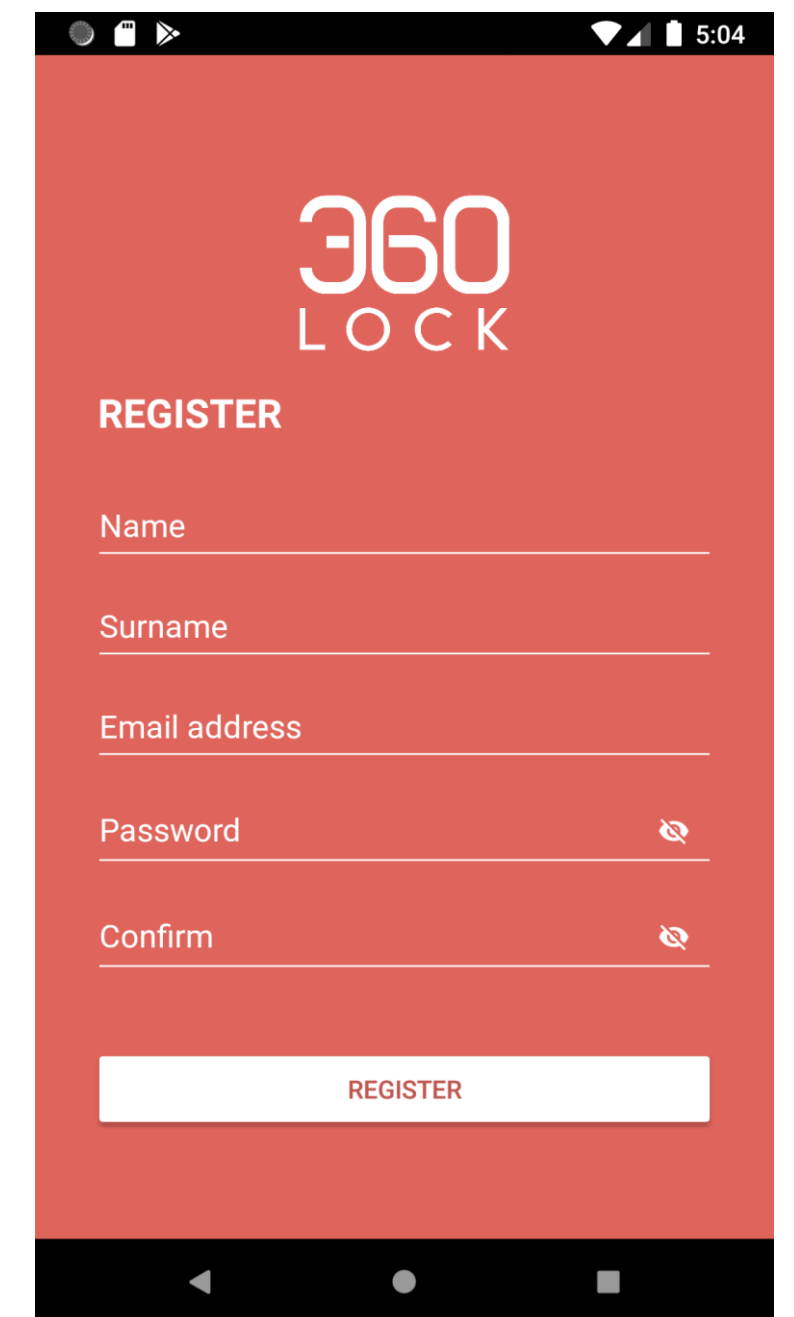 5:04
360
LOCK
REGISTER
Name
Surname
Email address
Password
Confirm
REGISTER